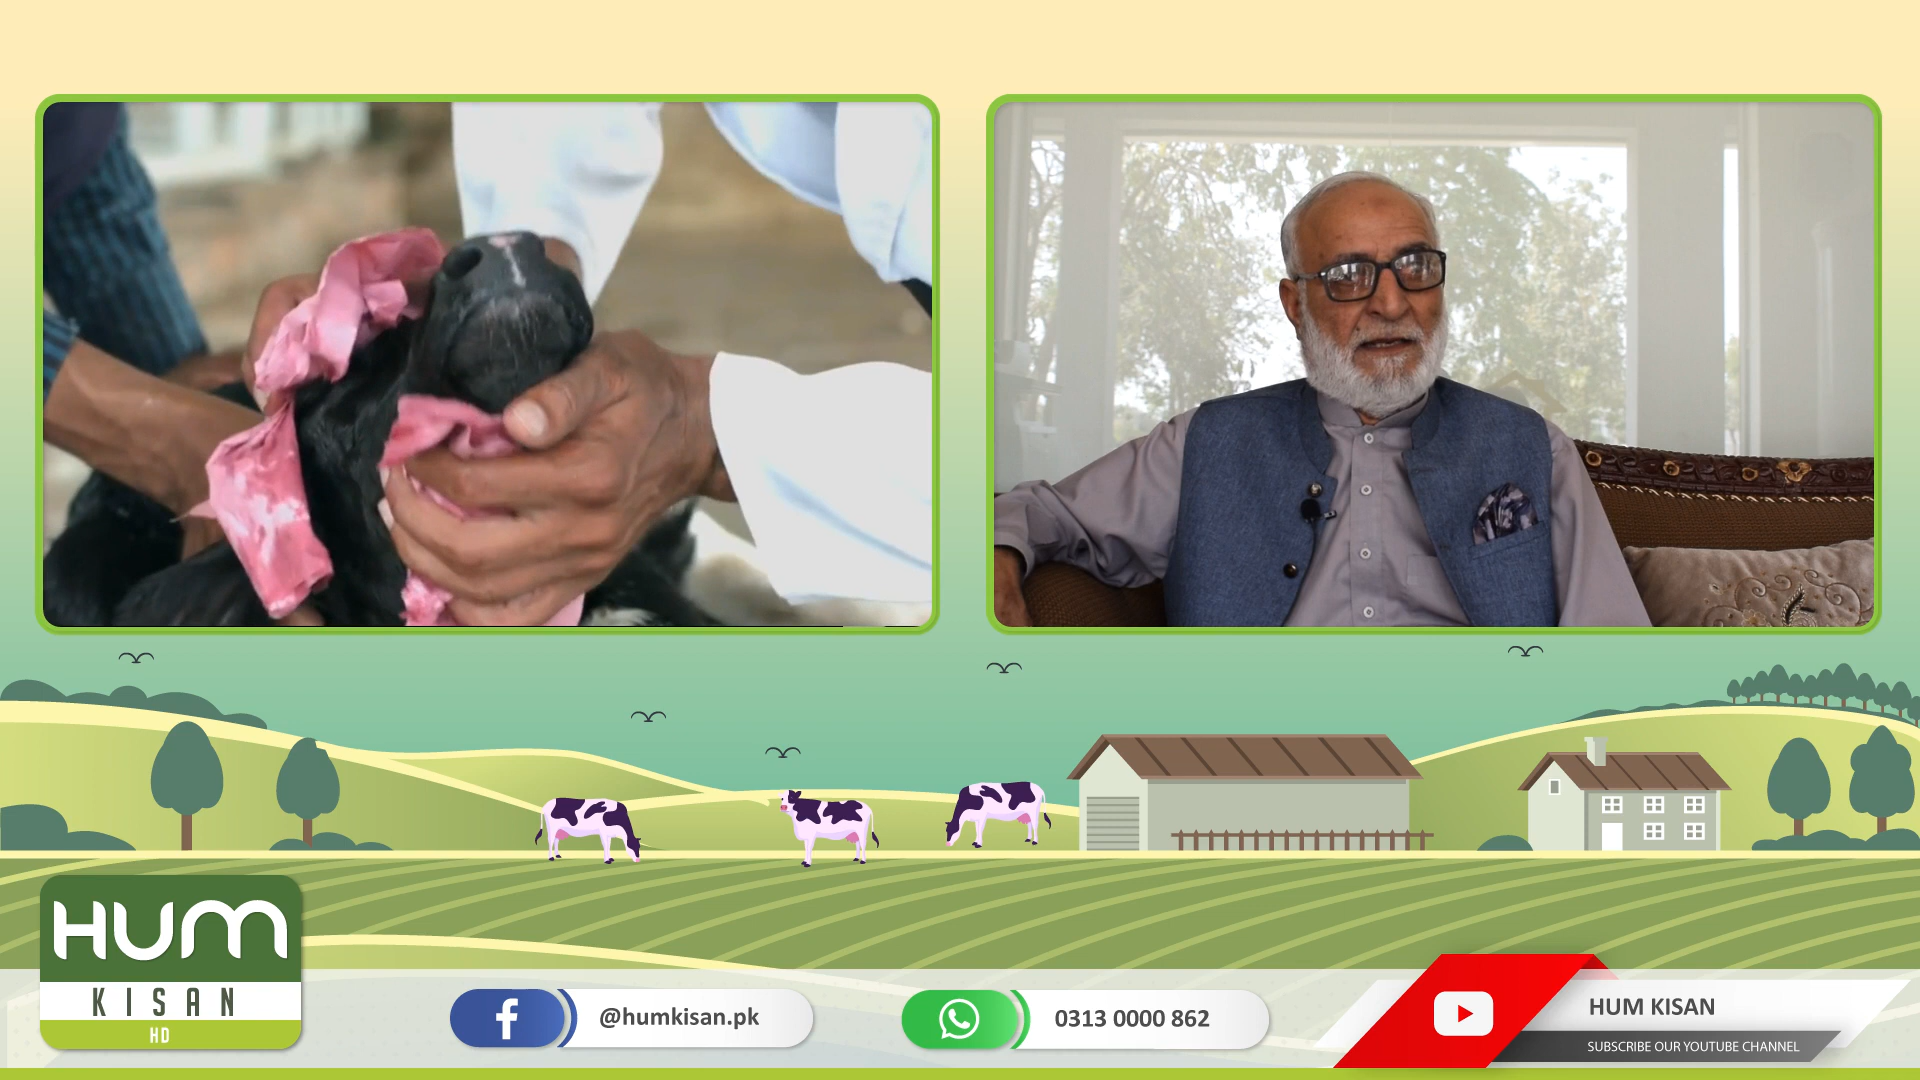 HUM
KISAN
HD
@humkisan.pk
0313 0000 862
HUM KISAN
SUBSCRIBE OUR YOUTUBE CHANNEL